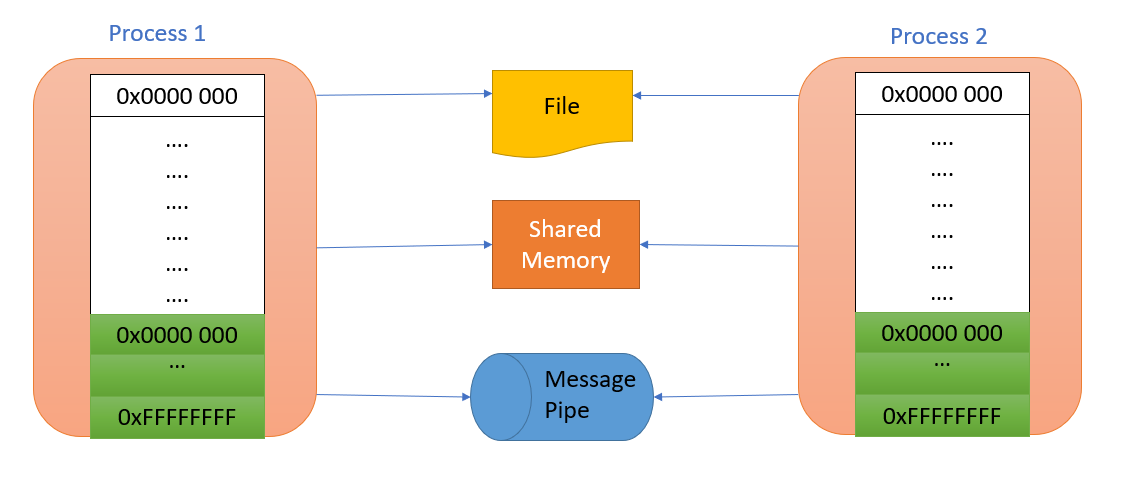 Process 1
0x0000 000
....
....
....
....
....
....
0x0000 000
...
0xFFFFFFFF
File
Shared
Memory
Message
Pipe
Process 2
0x0000 000
....
....
....
....
....
....
0x0000 000
...
0xFFFFFFFF